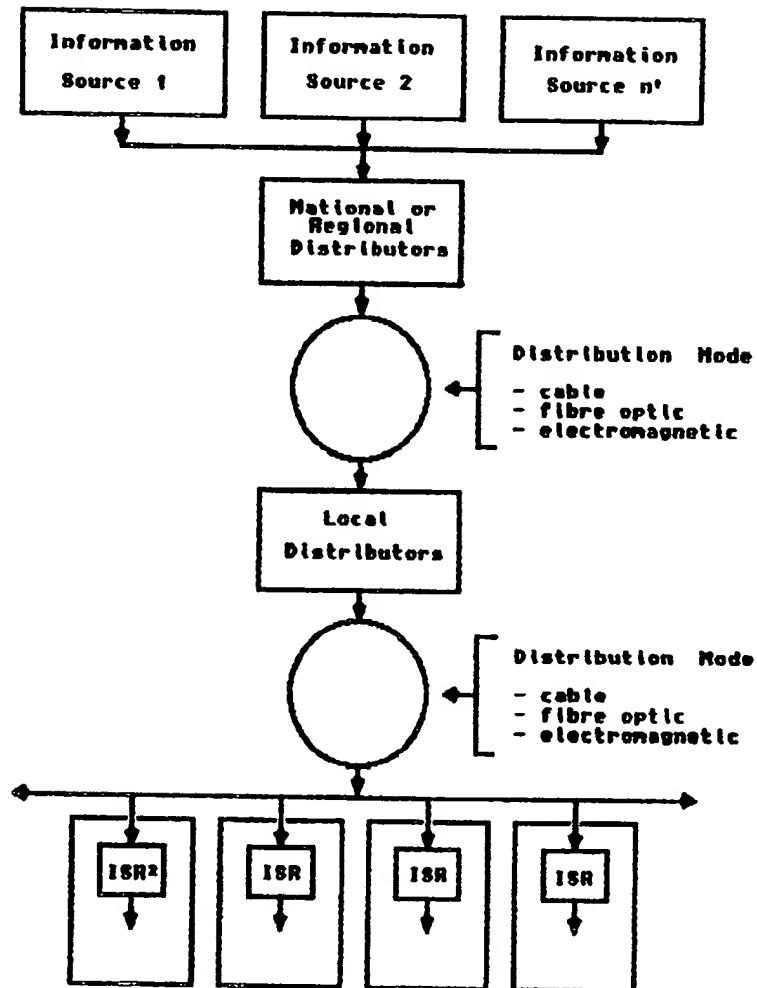 Information
Source 1
Information
Source 2
Information
Source n'
National or
Regional
Distributors
Distribution Mode
- cable
- fibre optic
- electromagnetic
Local
Distributors
Distribution Mode
- cable
- fibre optic
- electromagnetic
ISR²
ISR
ISR
ISR